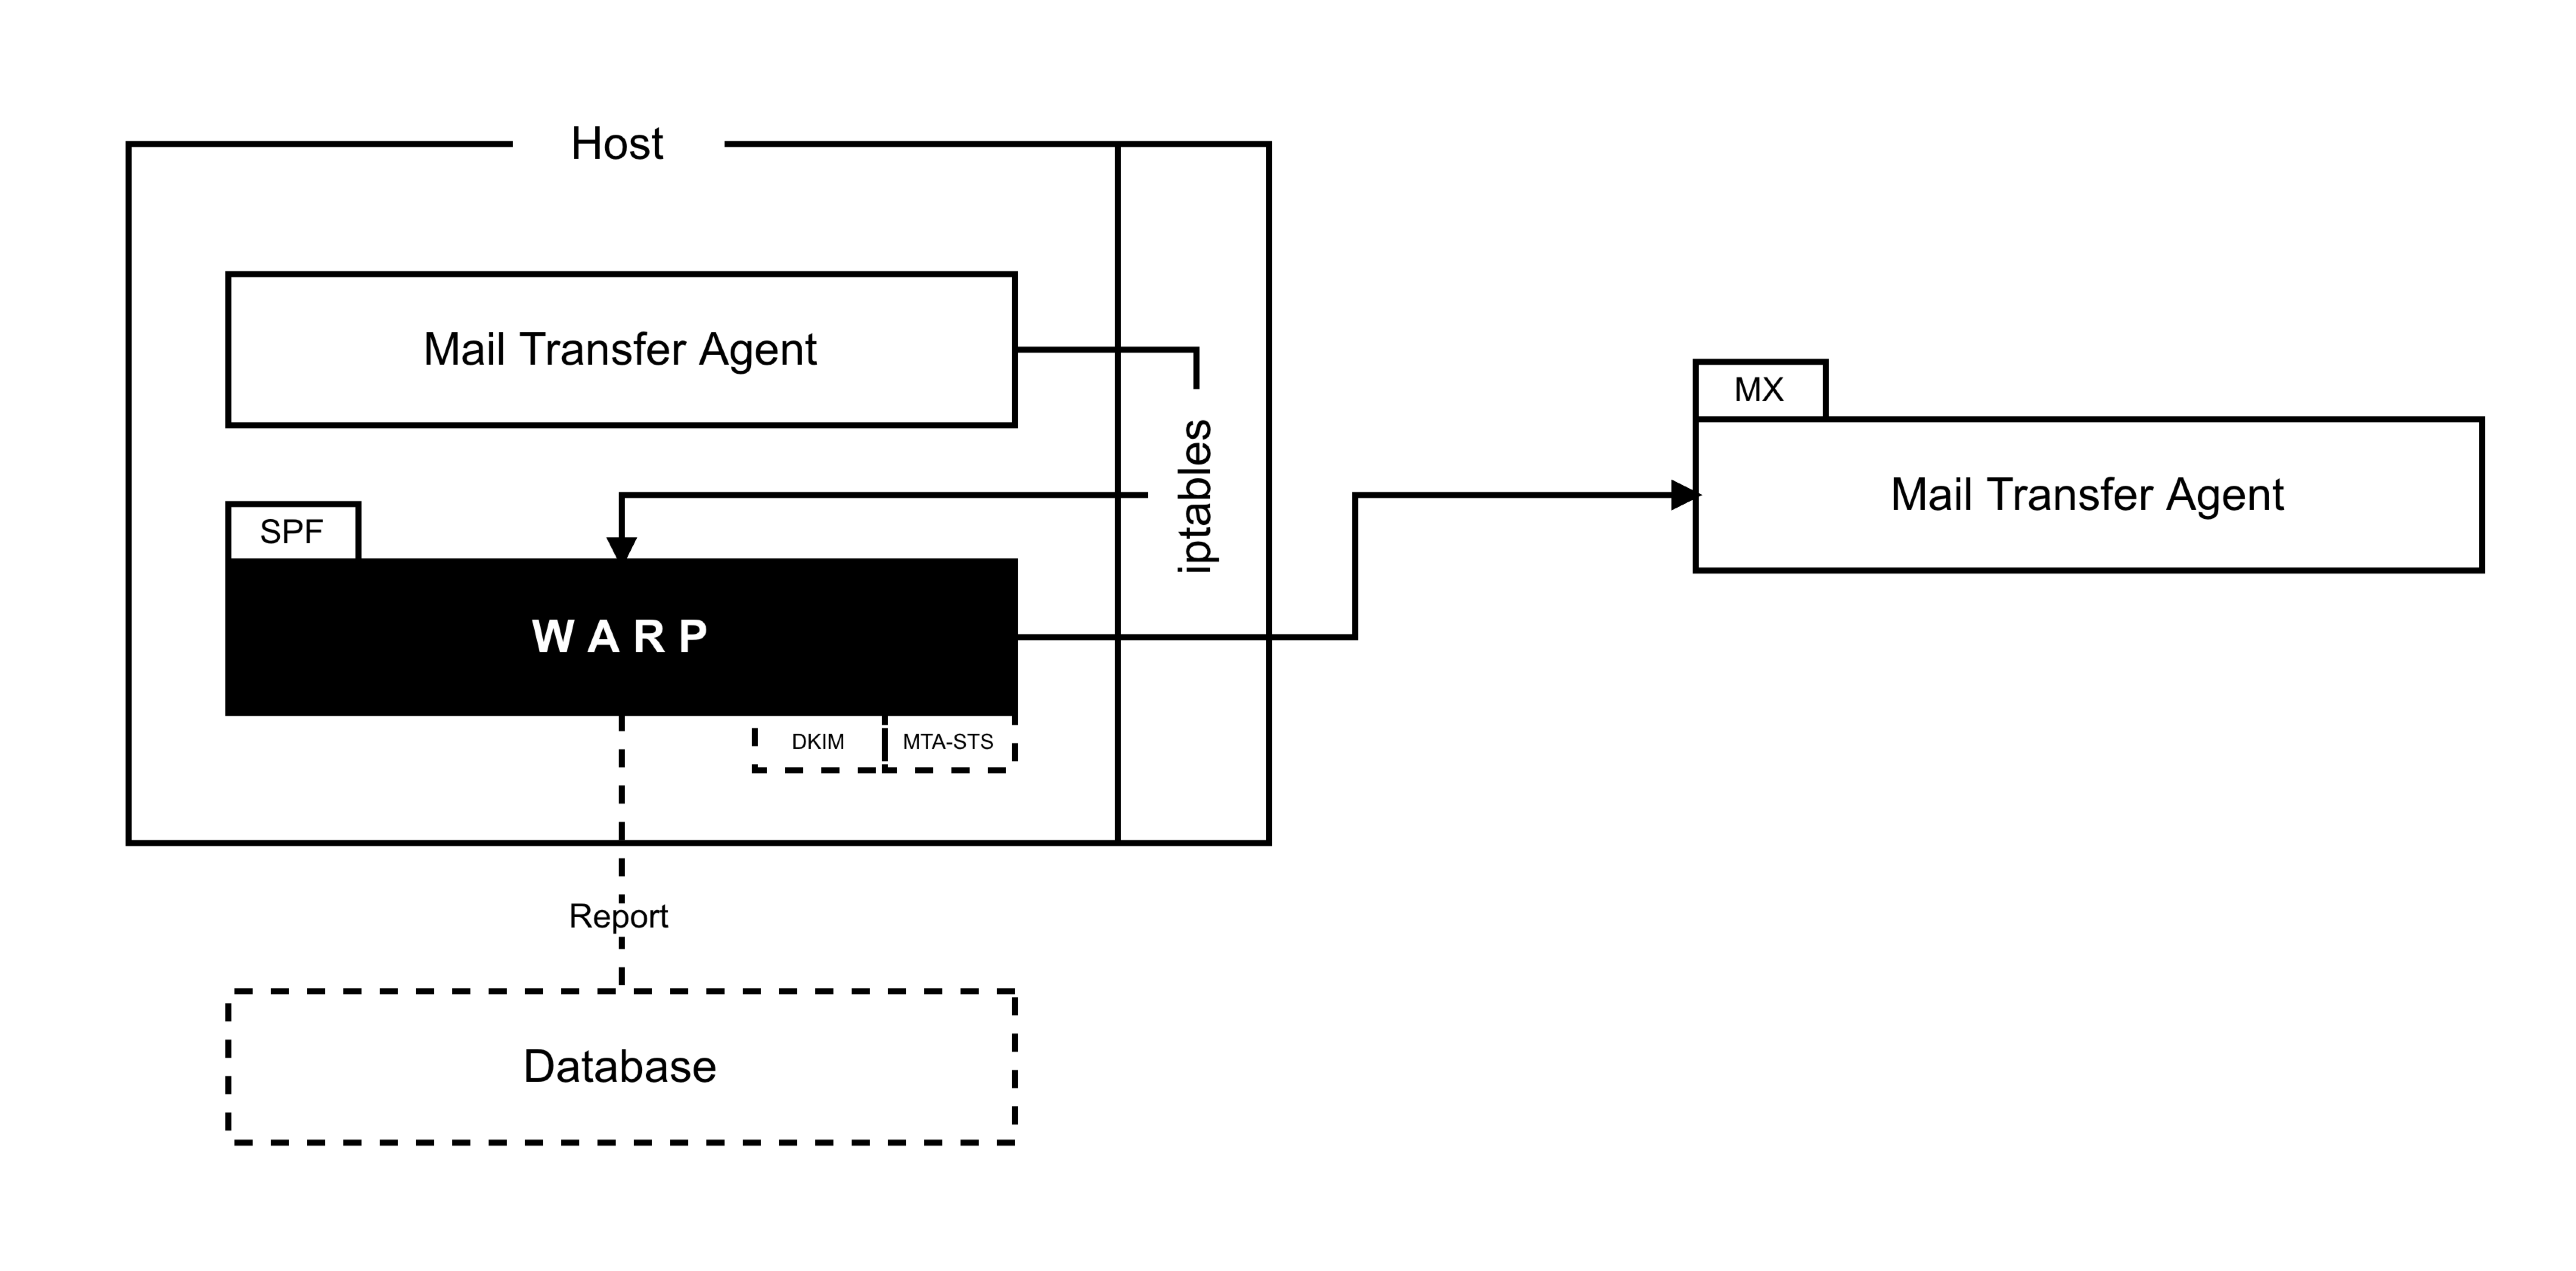 Host
Mail Transfer Agent
iptables
MX
Mail Transfer Agent
SPF
WARP
DKIM
MTA-STS
Report
Database